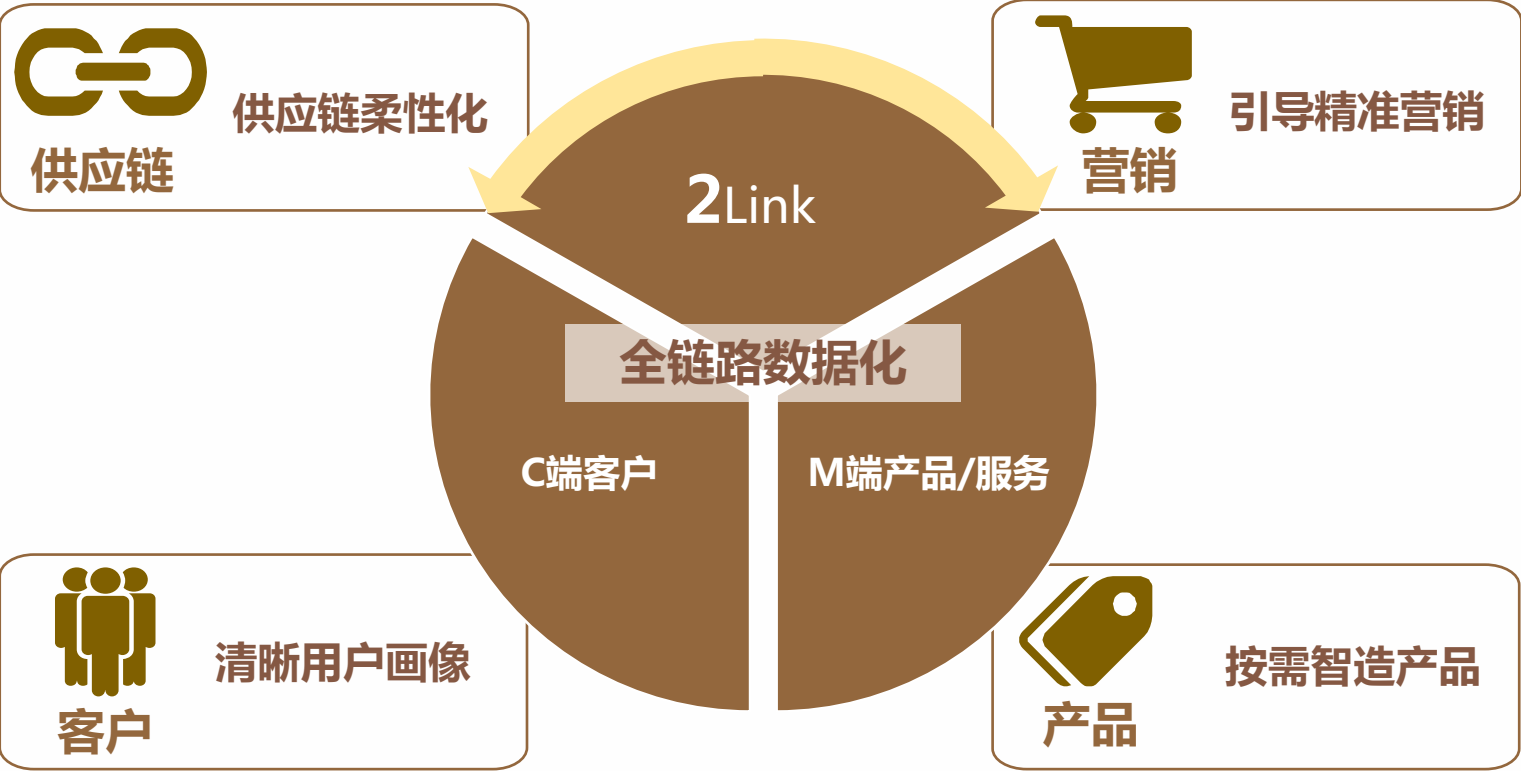 供应链柔性化
供应链
引导精准营销
营销
2Link
全链路数据化
C端客户
M端产品/服务
清晰用户画像
客户
按需智造产品
产品